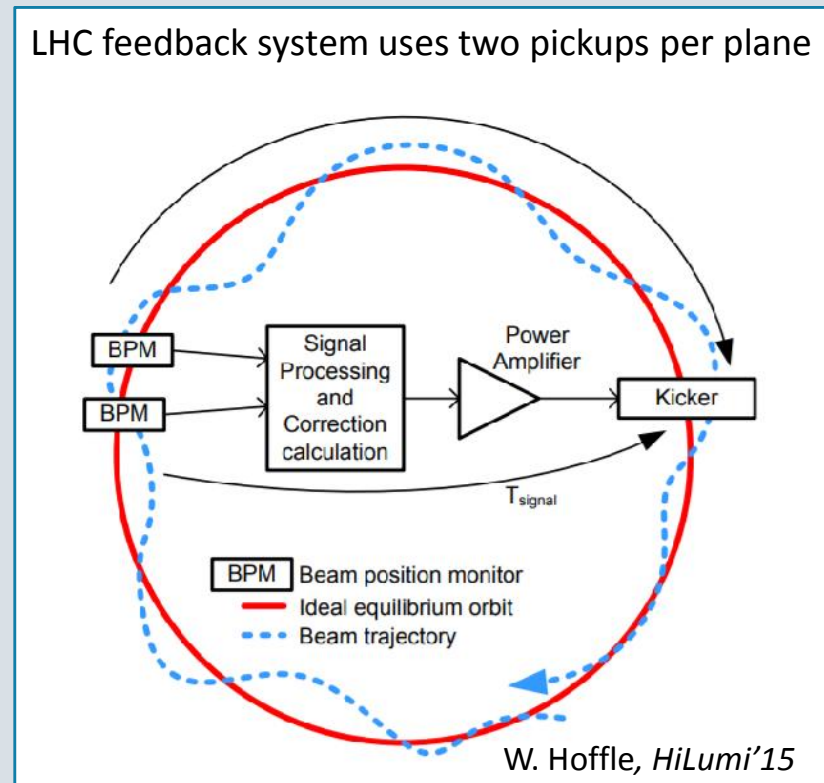 LHC feedback system uses two pickups per plane
BPM
BPM
Signal
Processing
and
Correction
calculation
Power
Amplifier
Kicker
Tsignal
BPM Beam position monitor
Ideal equilibrium orbit
Beam trajectory
W. Hoffle, HiLumi'15